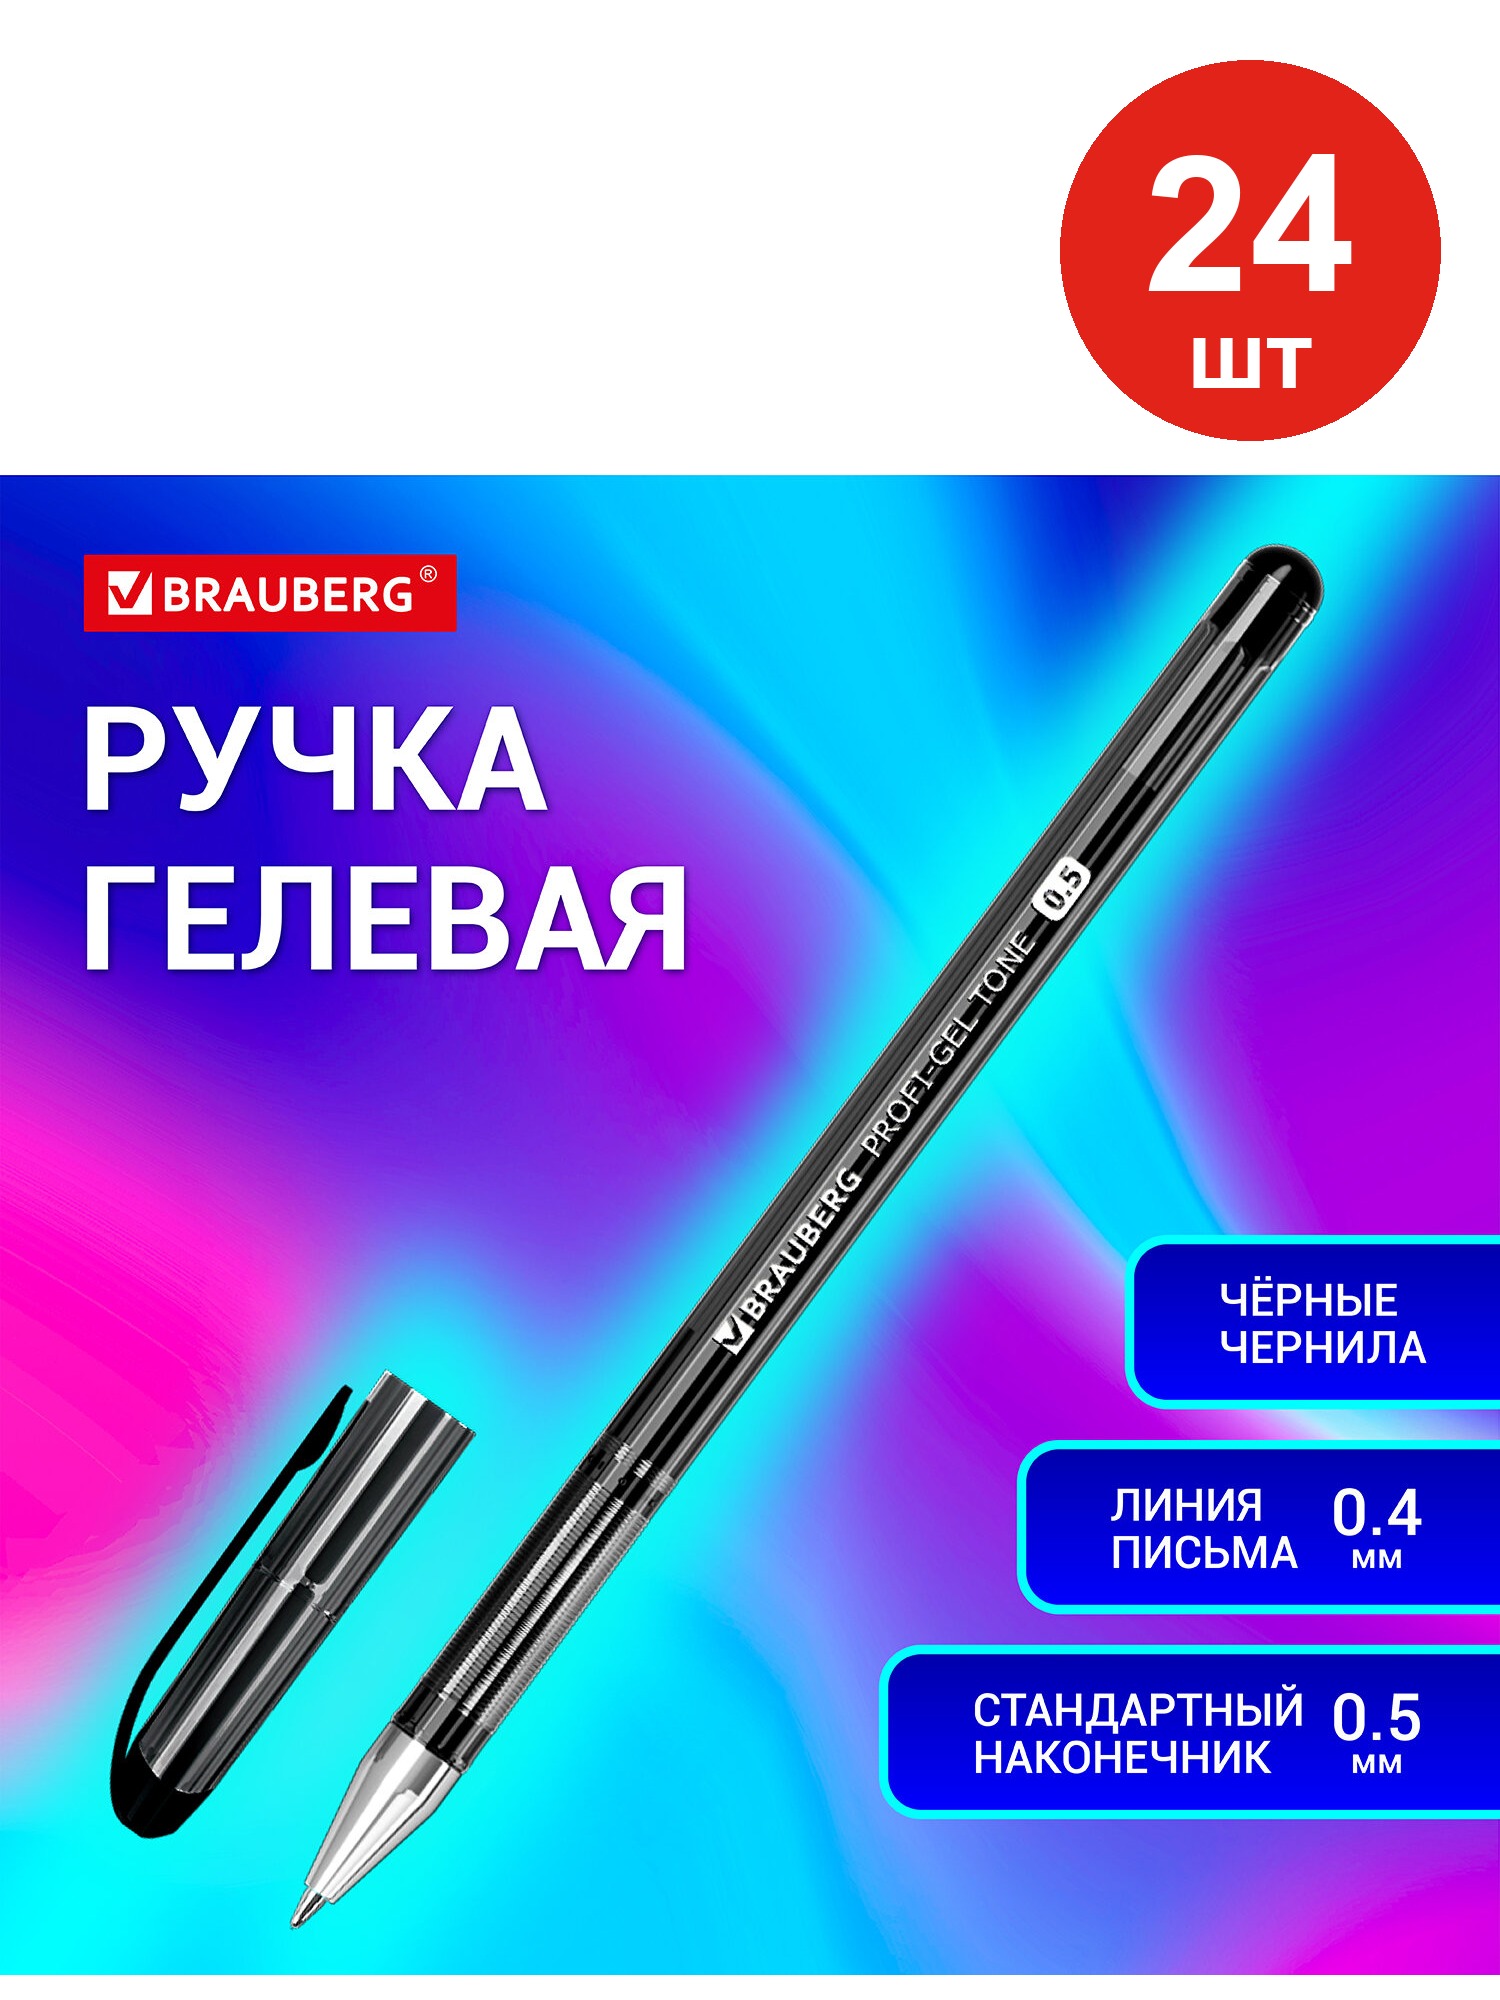 24
шт
BRAUBERG®
РУЧКА
ГЕЛЕВАЯ
BRAUBERG PROFI-GEL TONE 0.5
ЧЁРНЫЕ
ЧЕРНИЛА
ЛИНИЯ
ПИСЬМА
0.4
мм
СТАНДАРТНЫЙ
НАКОНЕЧНИК
0.5
мм